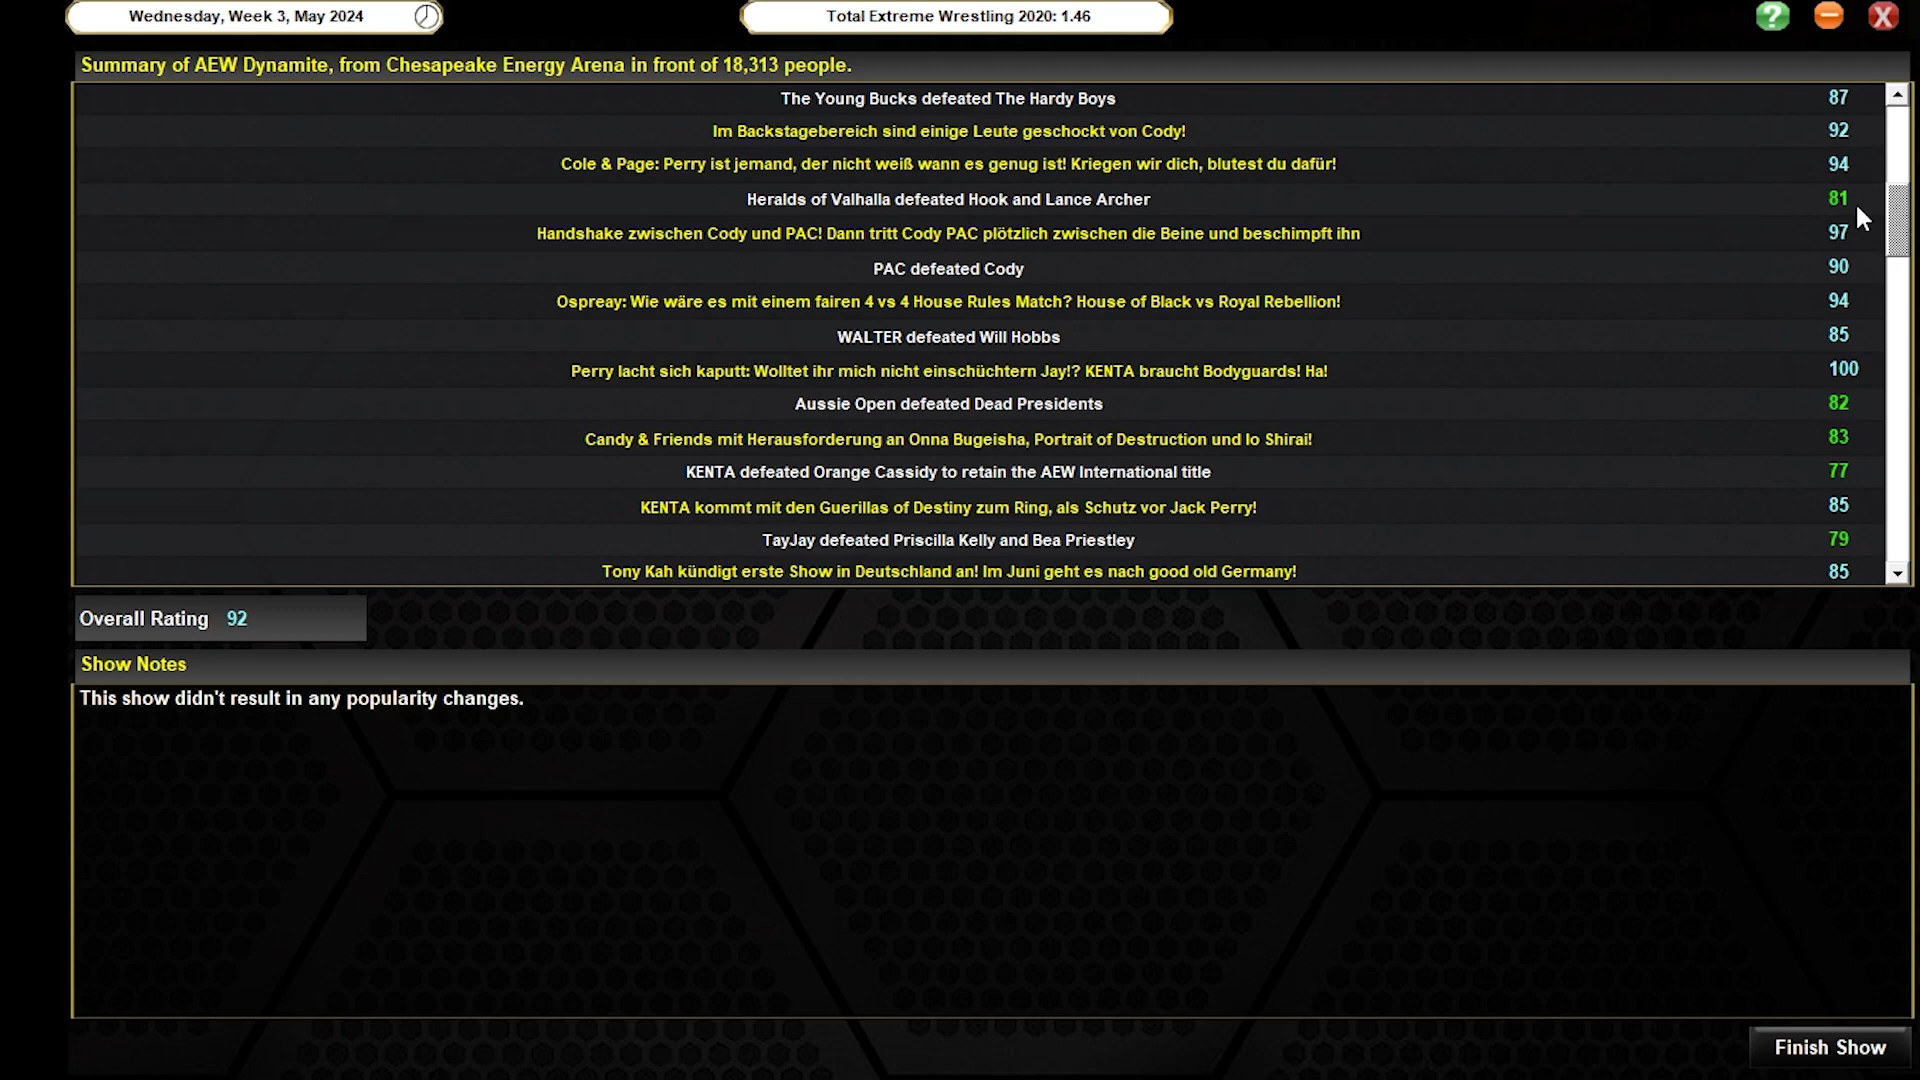 Wednesday, Week 3, May 2024
Total Extreme Wrestling 2020: 1.46
Summary of AEW Dynamite, from Chesapeake Energy Arena in front of 18,313 people.
The Young Bucks defeated The Hardy Boys 87
Im Backstagebereich sind einige Leute geschockt von Cody! 92
Cole & Page: Perry ist jemand, der nicht weiß wann es genug ist! Kriegen wir dich, blutest du dafür! 94
Heralds of Valhalla defeated Hook and Lance Archer 81
Handshake zwischen Cody und PAC! Dann tritt Cody PAC plötzlich zwischen die Beine und beschimpft ihn 97
PAC defeated Cody 90
Ospreay: Wie wäre es mit einem fairen 4 vs 4 House Rules Match? House of Black vs Royal Rebellion! 94
WALTER defeated Will Hobbs 85
Perry lacht sich kaputt: Wolltet ihr mich nicht einschüchtern Jay!? KENTA braucht Bodyguards! Ha! 100
Aussie Open defeated Dead Presidents 82
Candy & Friends mit Herausforderung an Onna Bugeisha, Portrait of Destruction und Io Shirai! 83
KENTA defeated Orange Cassidy to retain the AEW International title 77
KENTA kommt mit den Guerillas of Destiny zum Ring, als Schutz vor Jack Perry! 85
TayJay defeated Priscilla Kelly and Bea Priestley 79
Tony Kah kündigt erste Show in Deutschland an! Im Juni geht es nach good old Germany! 85
Overall Rating 92
Show Notes
This show didn't result in any popularity changes.
Finish Show